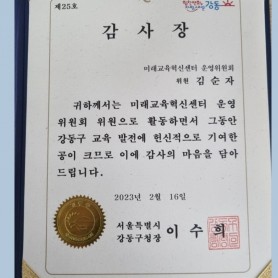 제25호
강동
감사장
미래교육혁신센터 운영위원회
위원 김순자
귀하께서는 미래교육혁신센터 운영
위원회 위원으로 활동하면서 그동안
강동구 교육 발전에 헌신적으로 기여한
공이 크므로 이에 감사의 마음을 담아
드립니다.
2023년 2월 16일
서울특별시
강동구청장 이수희